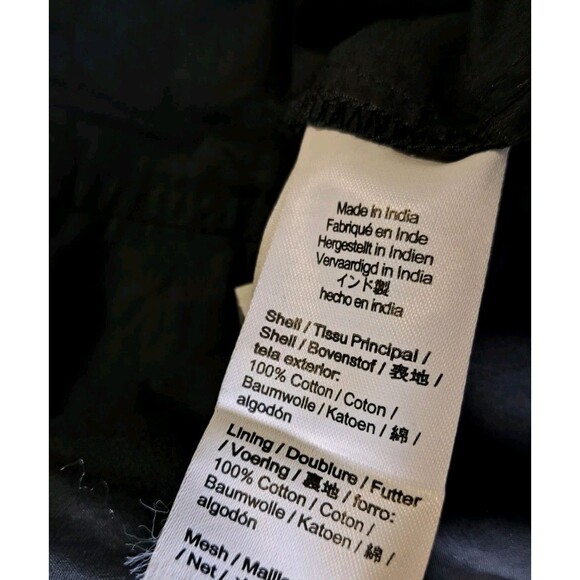 Made in India
Fabriqué en Inde
Hergestellt in Indien
Vervaardigd in India
インド製
hecho en india
Shell / Tissu Principal /
Shell / Bovenstof / 表地 /
tela exterior:
100% Cotton / Coton /
Baumwolle / Katoen / 綿 /
algodón
Lining / Doublure / Futter
/ Voering / 裏地 / forro:
100% Cotton / Coton /
Baumwolle / Katoen / 綿 /
algodón
Mesh / Maille
/ Net /